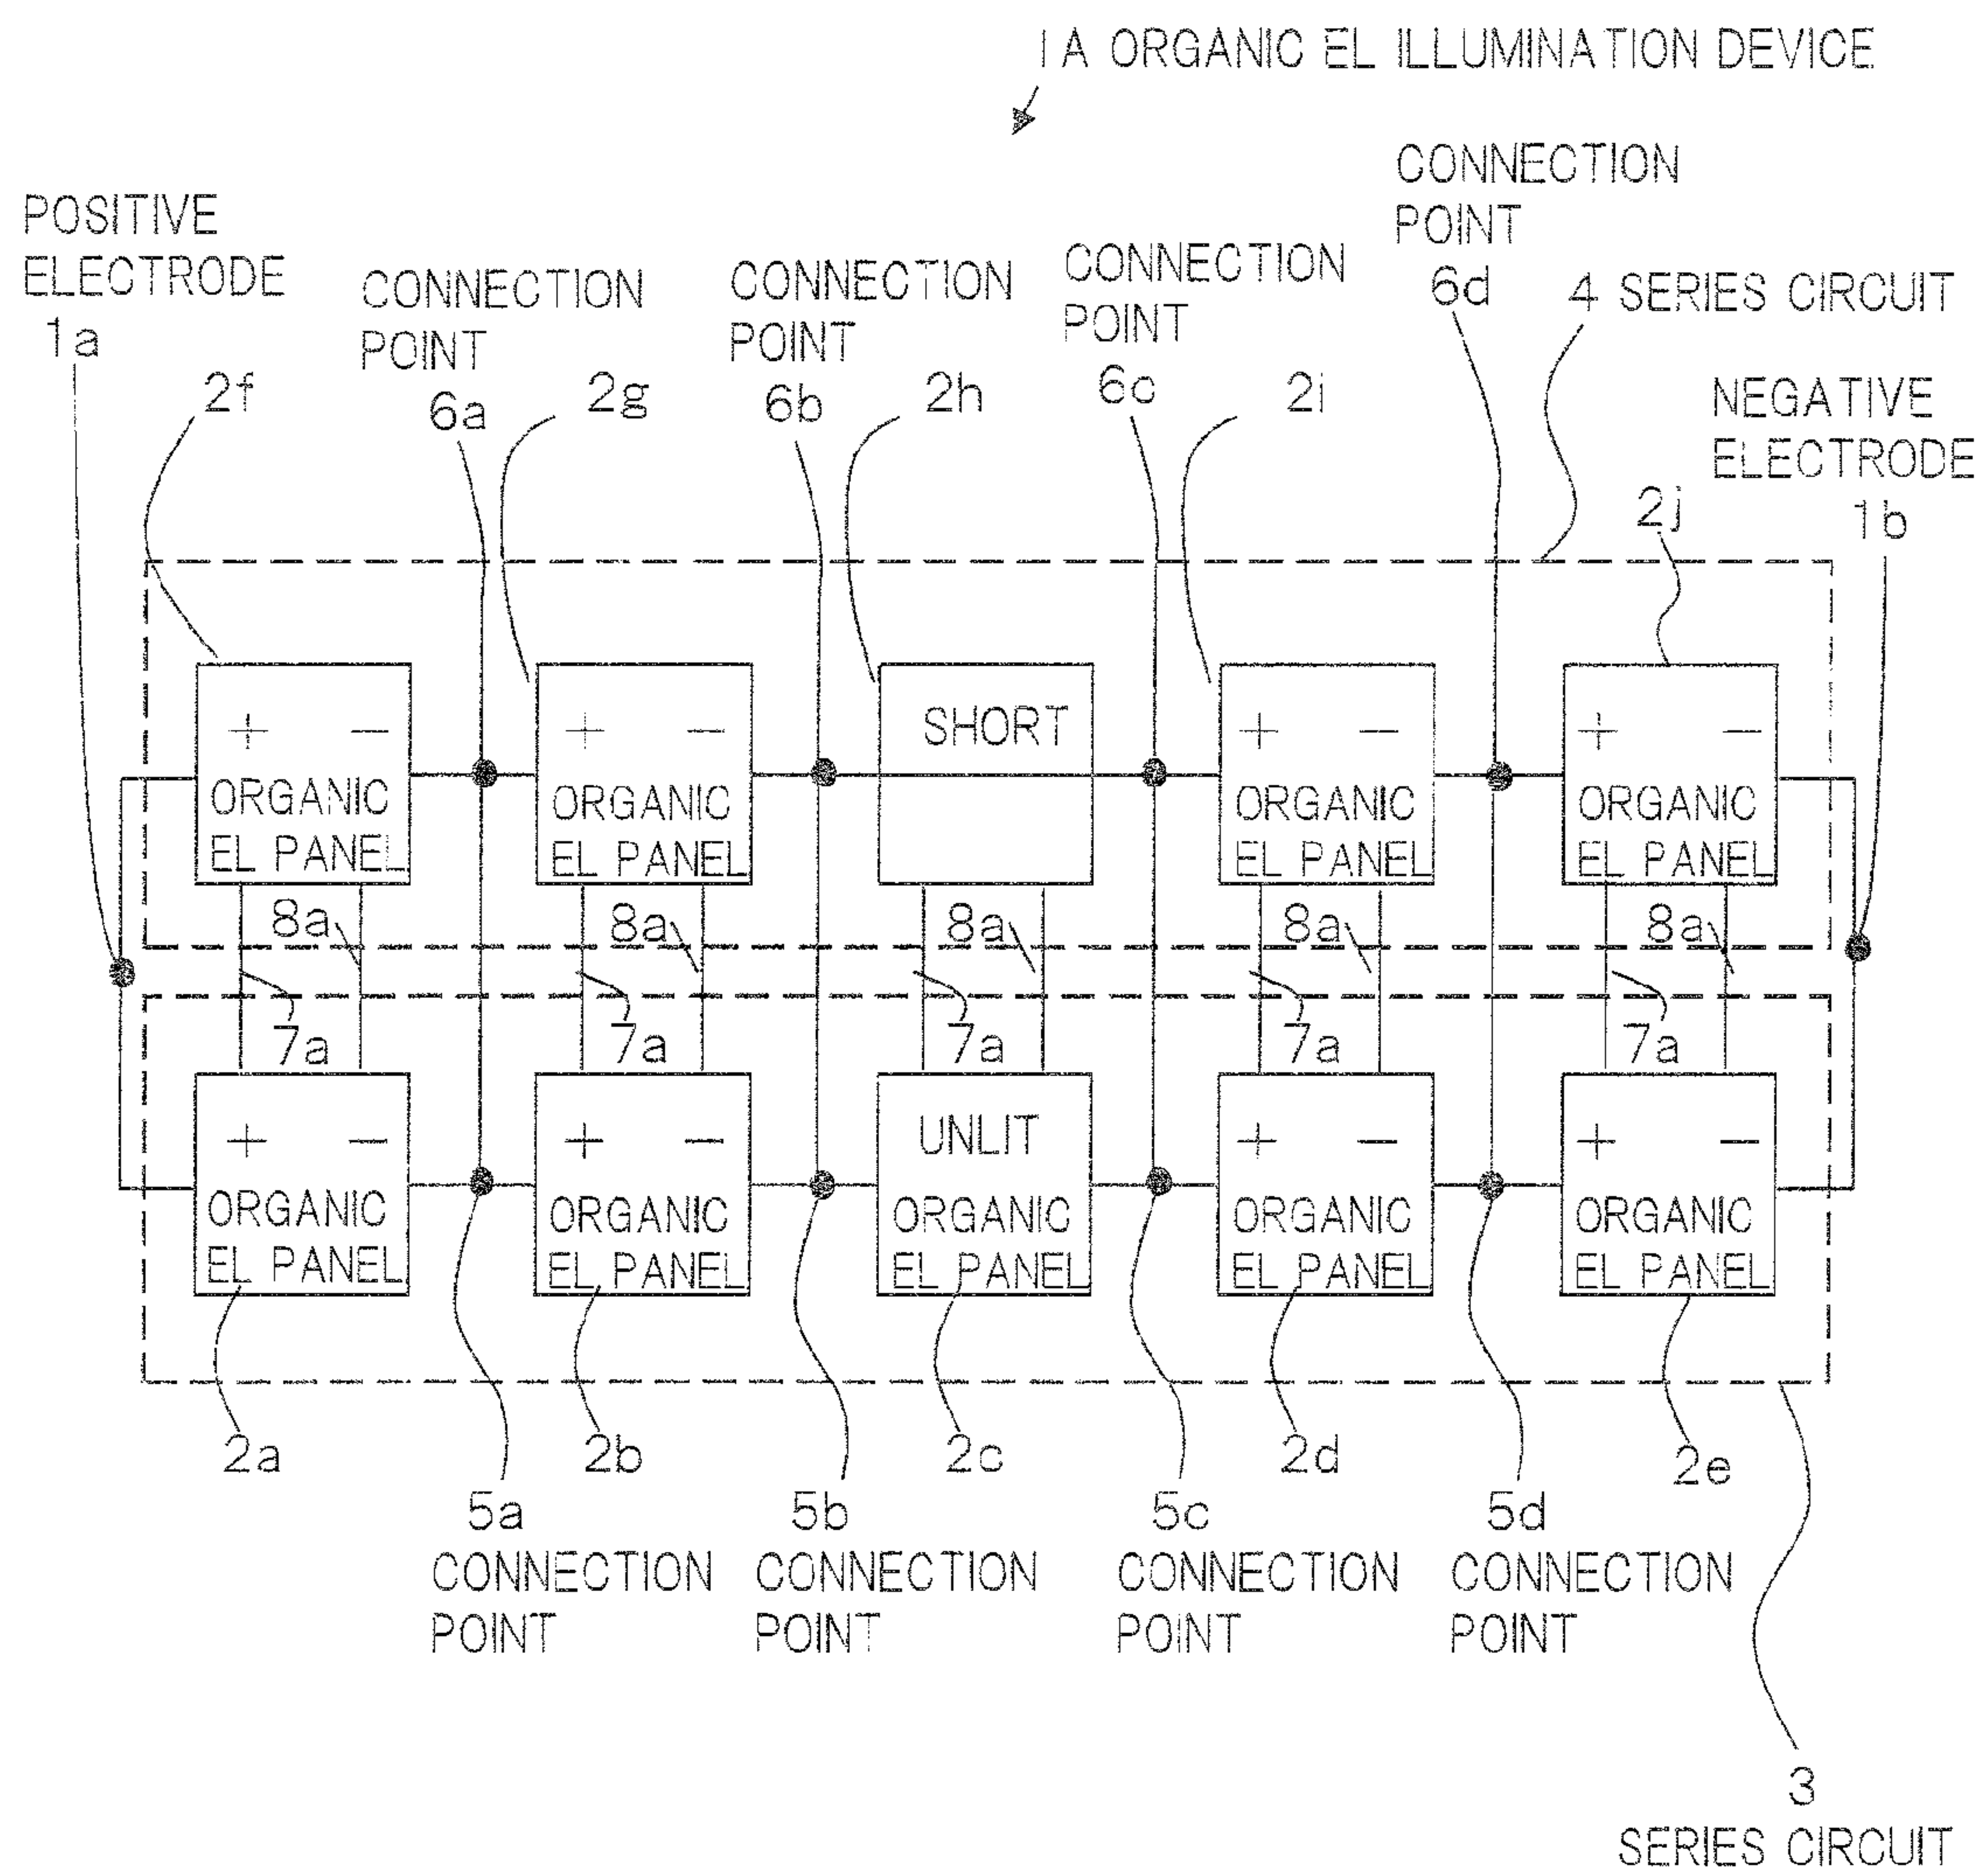 1A ORGANIC EL ILLUMINATION DEVICE
POSITIVE
ELECTRODE
1a
CONNECTION
POINT
6a
CONNECTION
POINT
6b
CONNECTION
POINT
6c
CONNECTION
POINT
6d
4 SERIES CIRCUIT
NEGATIVE
ELECTRODE
1b
2f
2g
2h
2i
2j
+ −
ORGANIC
EL PANEL
+ −
ORGANIC
EL PANEL
SHORT
+ −
ORGANIC
EL PANEL
+ −
ORGANIC
EL PANEL
8a
8a
8a
8a
8a
7a
7a
7a
7a
7a
+ −
ORGANIC
EL PANEL
+ −
ORGANIC
EL PANEL
UNLIT
ORGANIC
EL PANEL
+ −
ORGANIC
EL PANEL
+ −
ORGANIC
EL PANEL
2a
2b
2c
2d
2e
5a
CONNECTION
POINT
5b
CONNECTION
POINT
5c
CONNECTION
POINT
5d
CONNECTION
POINT
3
SERIES CIRCUIT